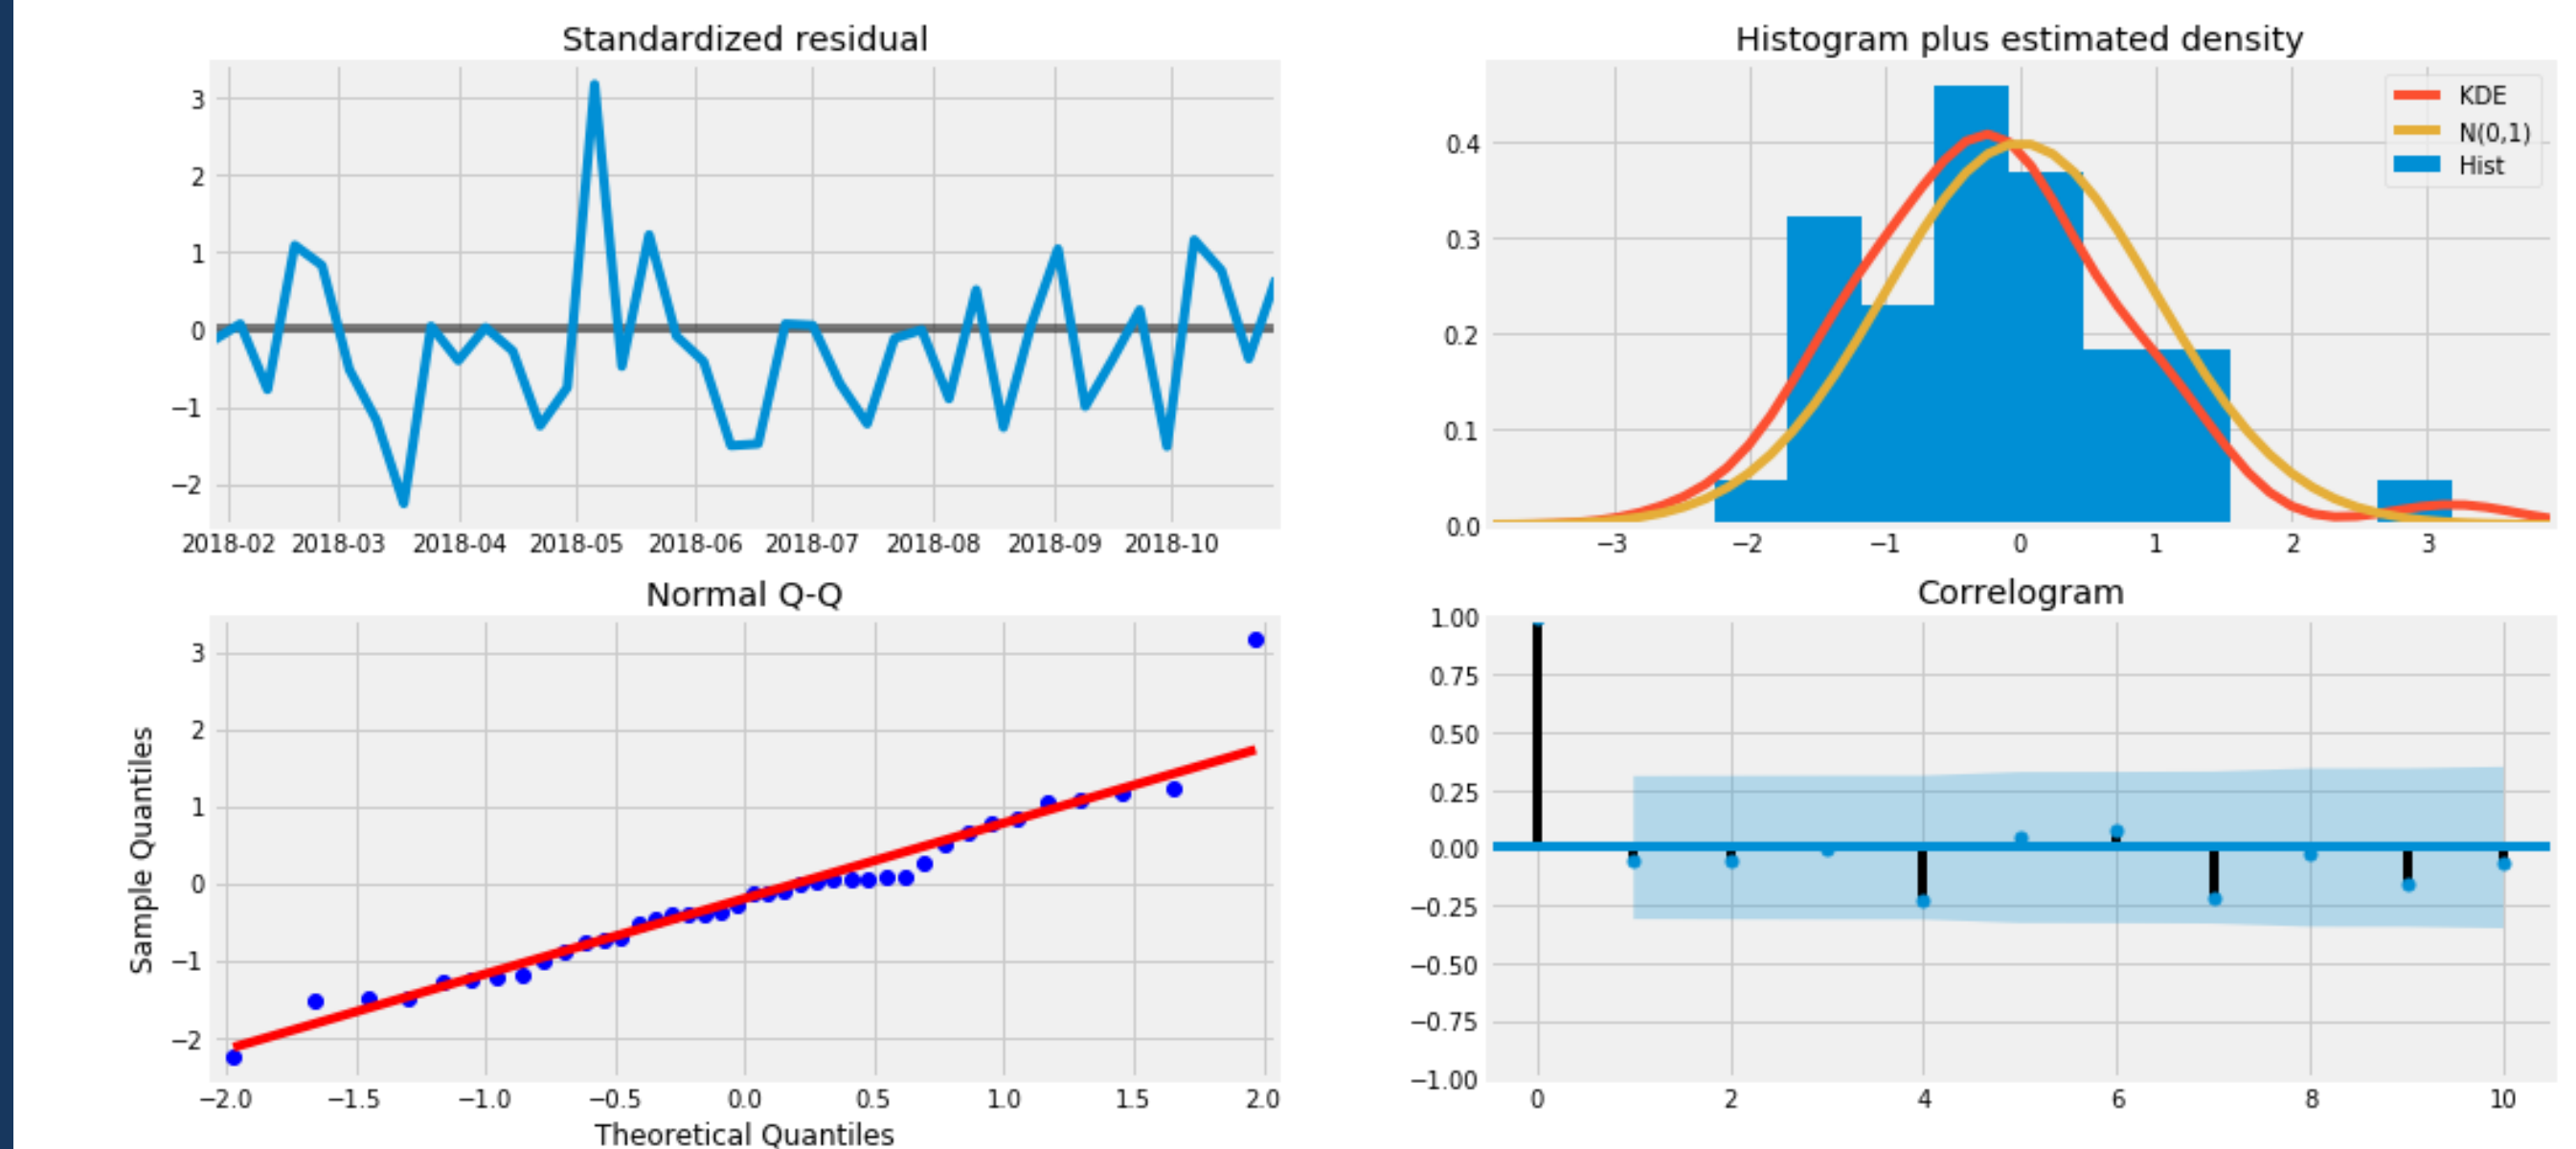 Standardized residual
3
2
1
0
−1
−2
2018-02 2018-03 2018-04 2018-05 2018-06 2018-07 2018-08 2018-09 2018-10
Histogram plus estimated density
KDE
N(0,1)
Hist
0.4
0.3
0.2
0.1
0.0
−3 −2 −1 0 1 2 3
Normal Q-Q
Sample Quantiles
3
2
1
0
−1
−2
−2.0 −1.5 −1.0 −0.5 0.0 0.5 1.0 1.5 2.0
Theoretical Quantiles
Correlogram
1.00
0.75
0.50
0.25
0.00
−0.25
−0.50
−0.75
−1.00
0 2 4 6 8 10